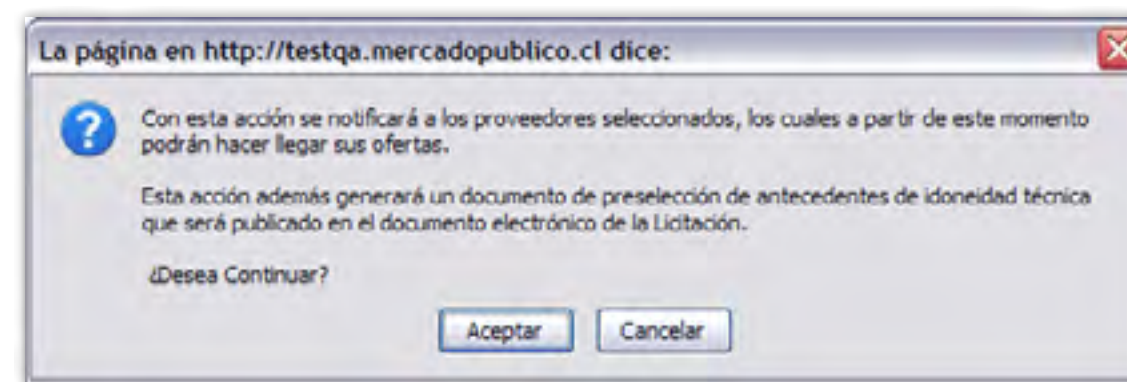 La página en http://testqa.mercadopublico.cl dice:
Con esta acción se notificará a los proveedores seleccionados, los cuales a partir de este momento
podrán hacer llegar sus ofertas.
Esta acción además generará un documento de preselección de antecedentes de idoneidad técnica
que será publicado en el documento electrónico de la Licitación.
¿Desea Continuar?
Aceptar Cancelar